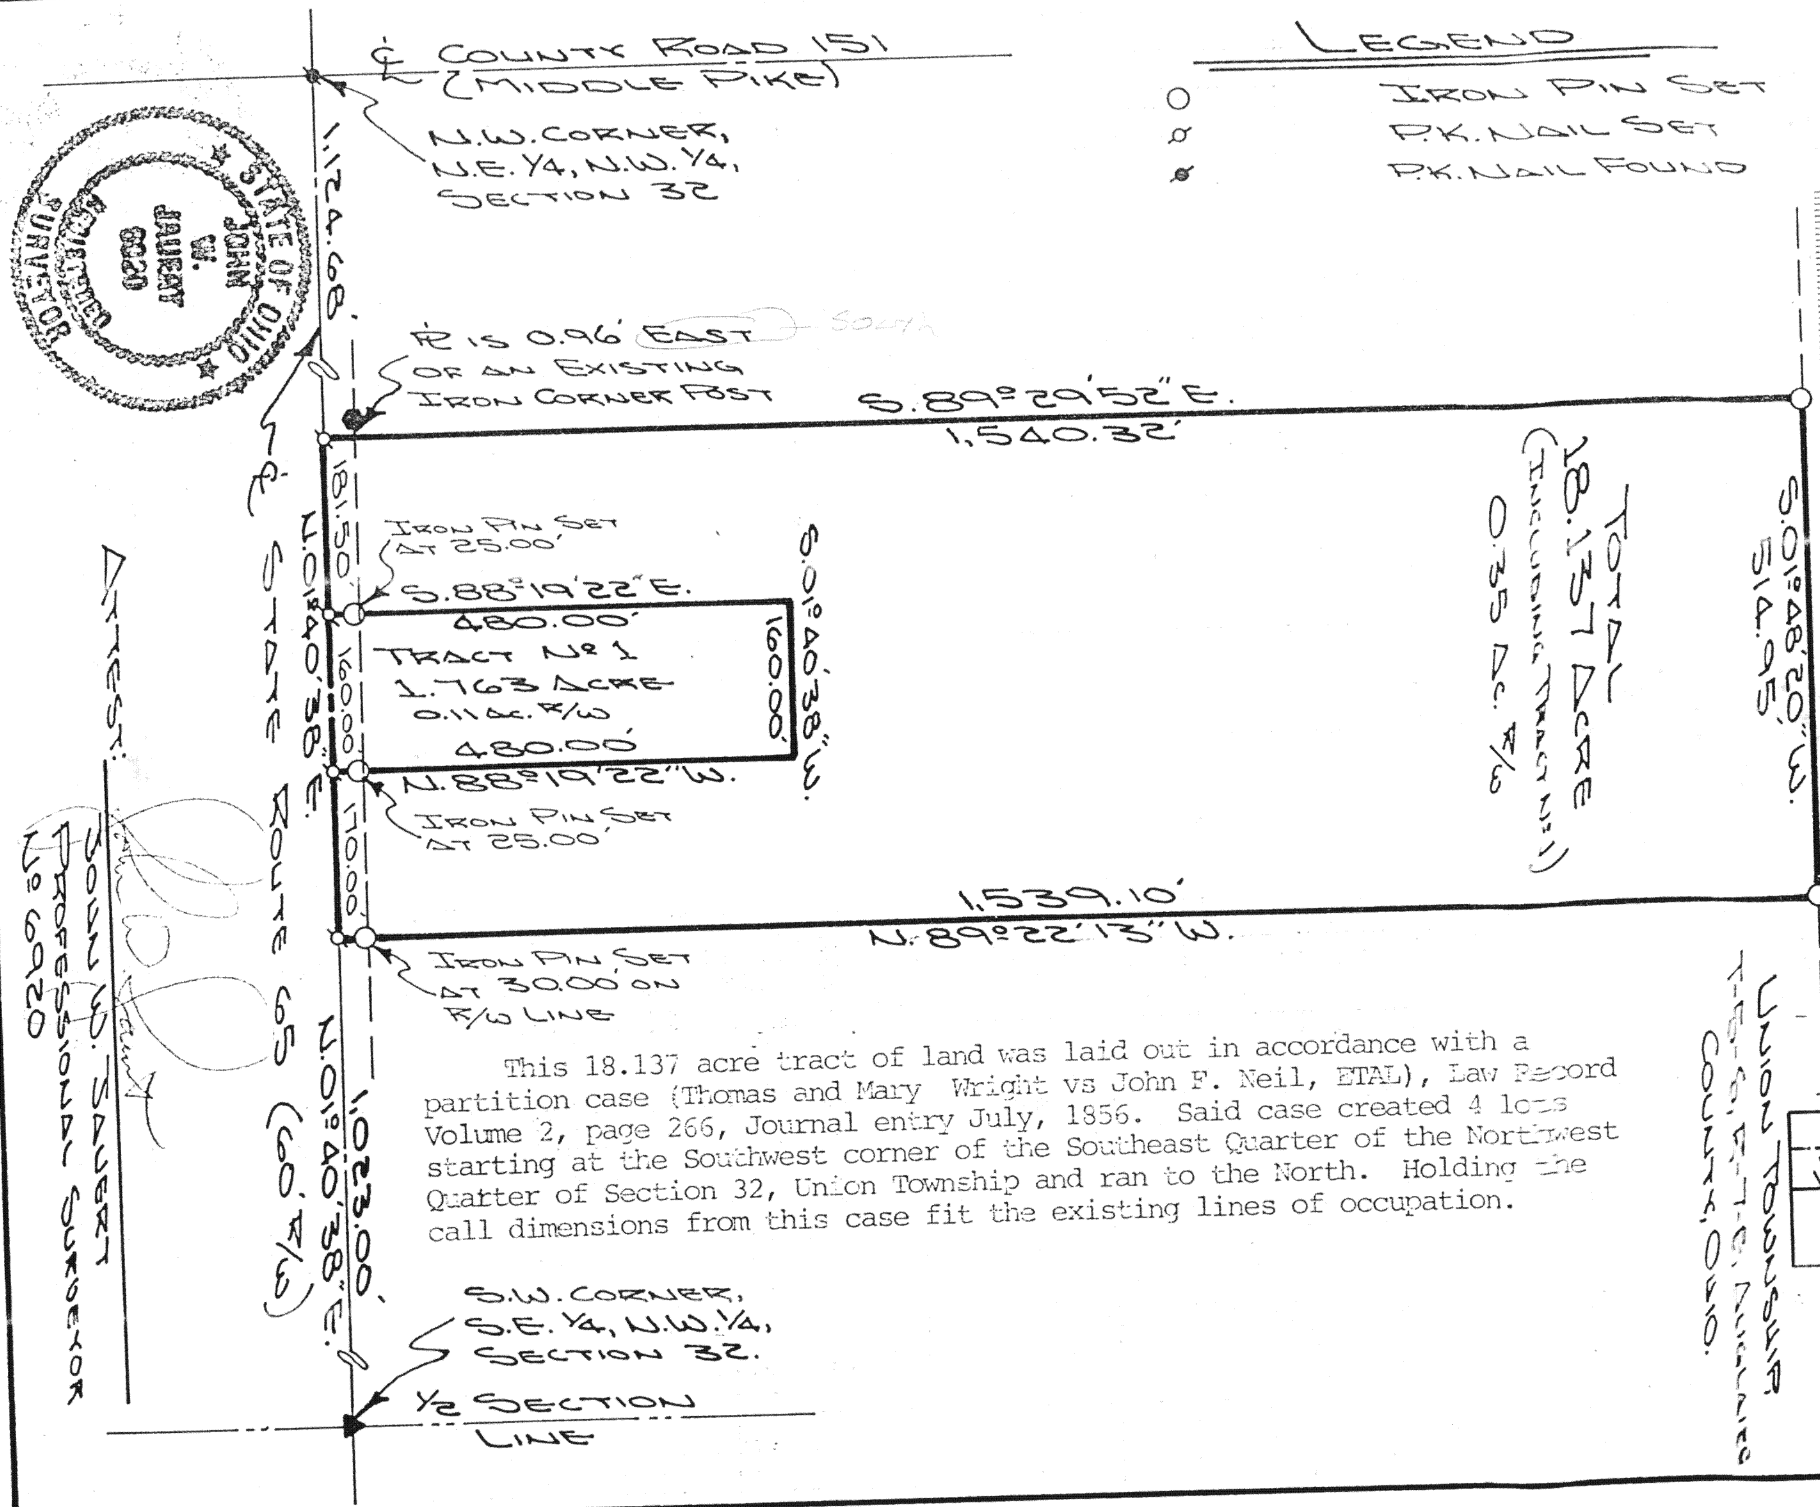 ℄ COUNTY ROAD 151
(MIDDLE PIKE)
LEGEND
IRON PIN SET
P.K. NAIL SET
P.K. NAIL FOUND
N.W. CORNER,
N.E. 1/4, N.W. 1/4,
SECTION 32
1,124.68'
STATE OF OHIO
JOHN
W.
REGISTERED
SURVEYOR
℄ IS 0.96' EAST
SOUTH
OF AN EXISTING
IRON CORNER POST
S.89°29'52"E.
1,540.32'
181.50'
IRON PIN SET
AT 25.00'
S.88°19'22"E.
480.00'
TRACT Nº 1
1.763 ACRE
0.11 AC. R/W
480.00'
N.88°19'22"W.
160.00'
S.01°40'38"W.
160.00'
IRON PIN SET
AT 25.00'
170.00'
N.01°40'38"E.
TOTAL
18.137 ACRE
(INCLUDING TRACT Nº 1)
0.35 AC. R/W
S.01°48'20"W.
514.95'
1,539.10'
N.89°22'13"W.
IRON PIN SET
AT 30.00' ON
R/W LINE
℄ STATE ROUTE 65 (60' R/W)
ATTEST:
JOHN W. JAUERT
PROFESSIONAL SURVEYOR
Nº 6920
This 18.137 acre tract of land was laid out in accordance with a
partition case (Thomas and Mary Wright vs John F. Neil, ETAL), Law Record
Volume 2, page 266, Journal entry July, 1856. Said case created 4 lots
starting at the Southwest corner of the Southeast Quarter of the Northwest
Quarter of Section 32, Union Township and ran to the North. Holding the
call dimensions from this case fit the existing lines of occupation.
1,023.00'
N.01°40'38"E.
UNION TOWNSHIP
T-5-S, R-7-E, AUGLAIZE
COUNTY, OHIO.
S.W. CORNER,
S.E. 1/4, N.W. 1/4,
SECTION 32.
1/2 SECTION
LINE